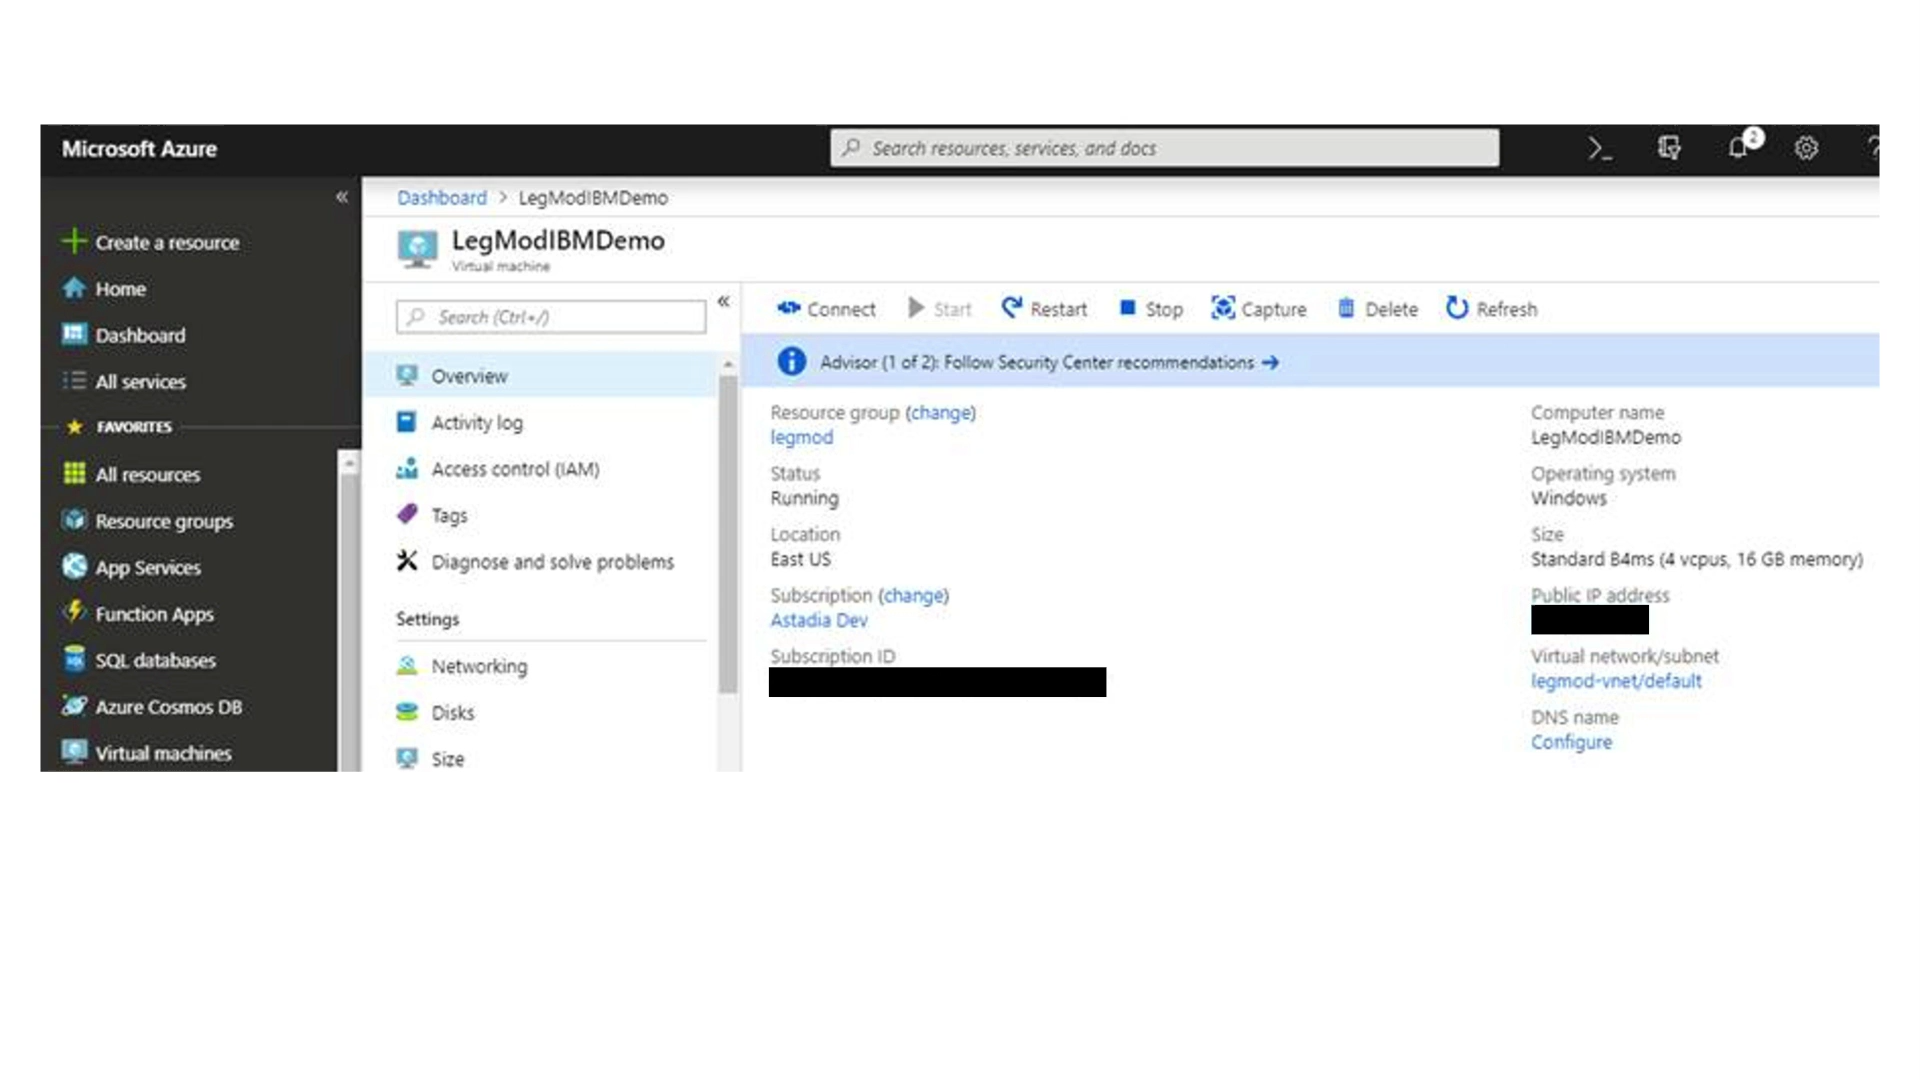 Microsoft Azure
Search resources, services, and docs
>_
2
?
«
Create a resource
Home
Dashboard
All services
FAVORITES
All resources
Resource groups
App Services
Function Apps
SQL databases
Azure Cosmos DB
Virtual machines
Dashboard > LegModIBMDemo
LegModIBMDemo
Virtual machine
Search (Ctrl+/)
«
Overview
Activity log
Access control (IAM)
Tags
Diagnose and solve problems
Settings
Networking
Disks
Size
Connect Start Restart Stop Capture Delete Refresh
Advisor (1 of 2): Follow Security Center recommendations →
Resource group (change)
legmod
Status
Running
Location
East US
Subscription (change)
Astadia Dev
Subscription ID
Computer name
LegModIBMDemo
Operating system
Windows
Size
Standard B4ms (4 vcpus, 16 GB memory)
Public IP address
Virtual network/subnet
legmod-vnet/default
DNS name
Configure